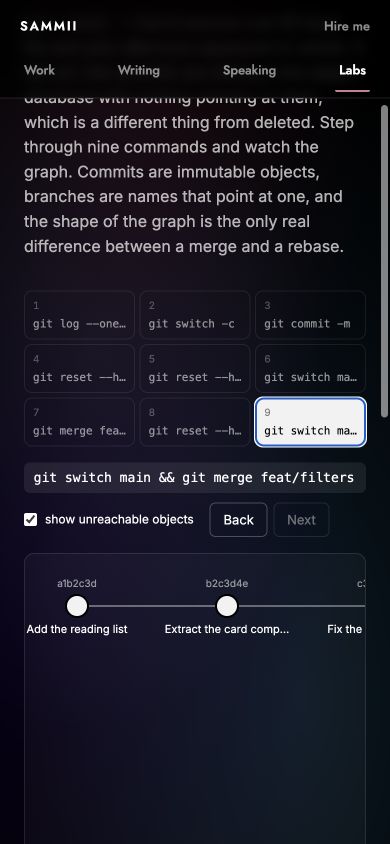 SAMMII
Hire me
Work
Writing
Speaking
Labs
database with nothing pointing at them,
which is a different thing from deleted. Step
through nine commands and watch the
graph. Commits are immutable objects,
branches are names that point at one, and
the shape of the graph is the only real
difference between a merge and a rebase.
1
git log --one…
2
git switch -c
3
git commit -m
4
git reset --h…
5
git reset --h…
6
git switch ma…
7
git merge fea…
8
git reset --h…
9
git switch ma…
git switch main && git merge feat/filters
show unreachable objects
Back
Next
a1b2c3d
b2c3d4e
c3
Add the reading list
Extract the card comp...
Fix the